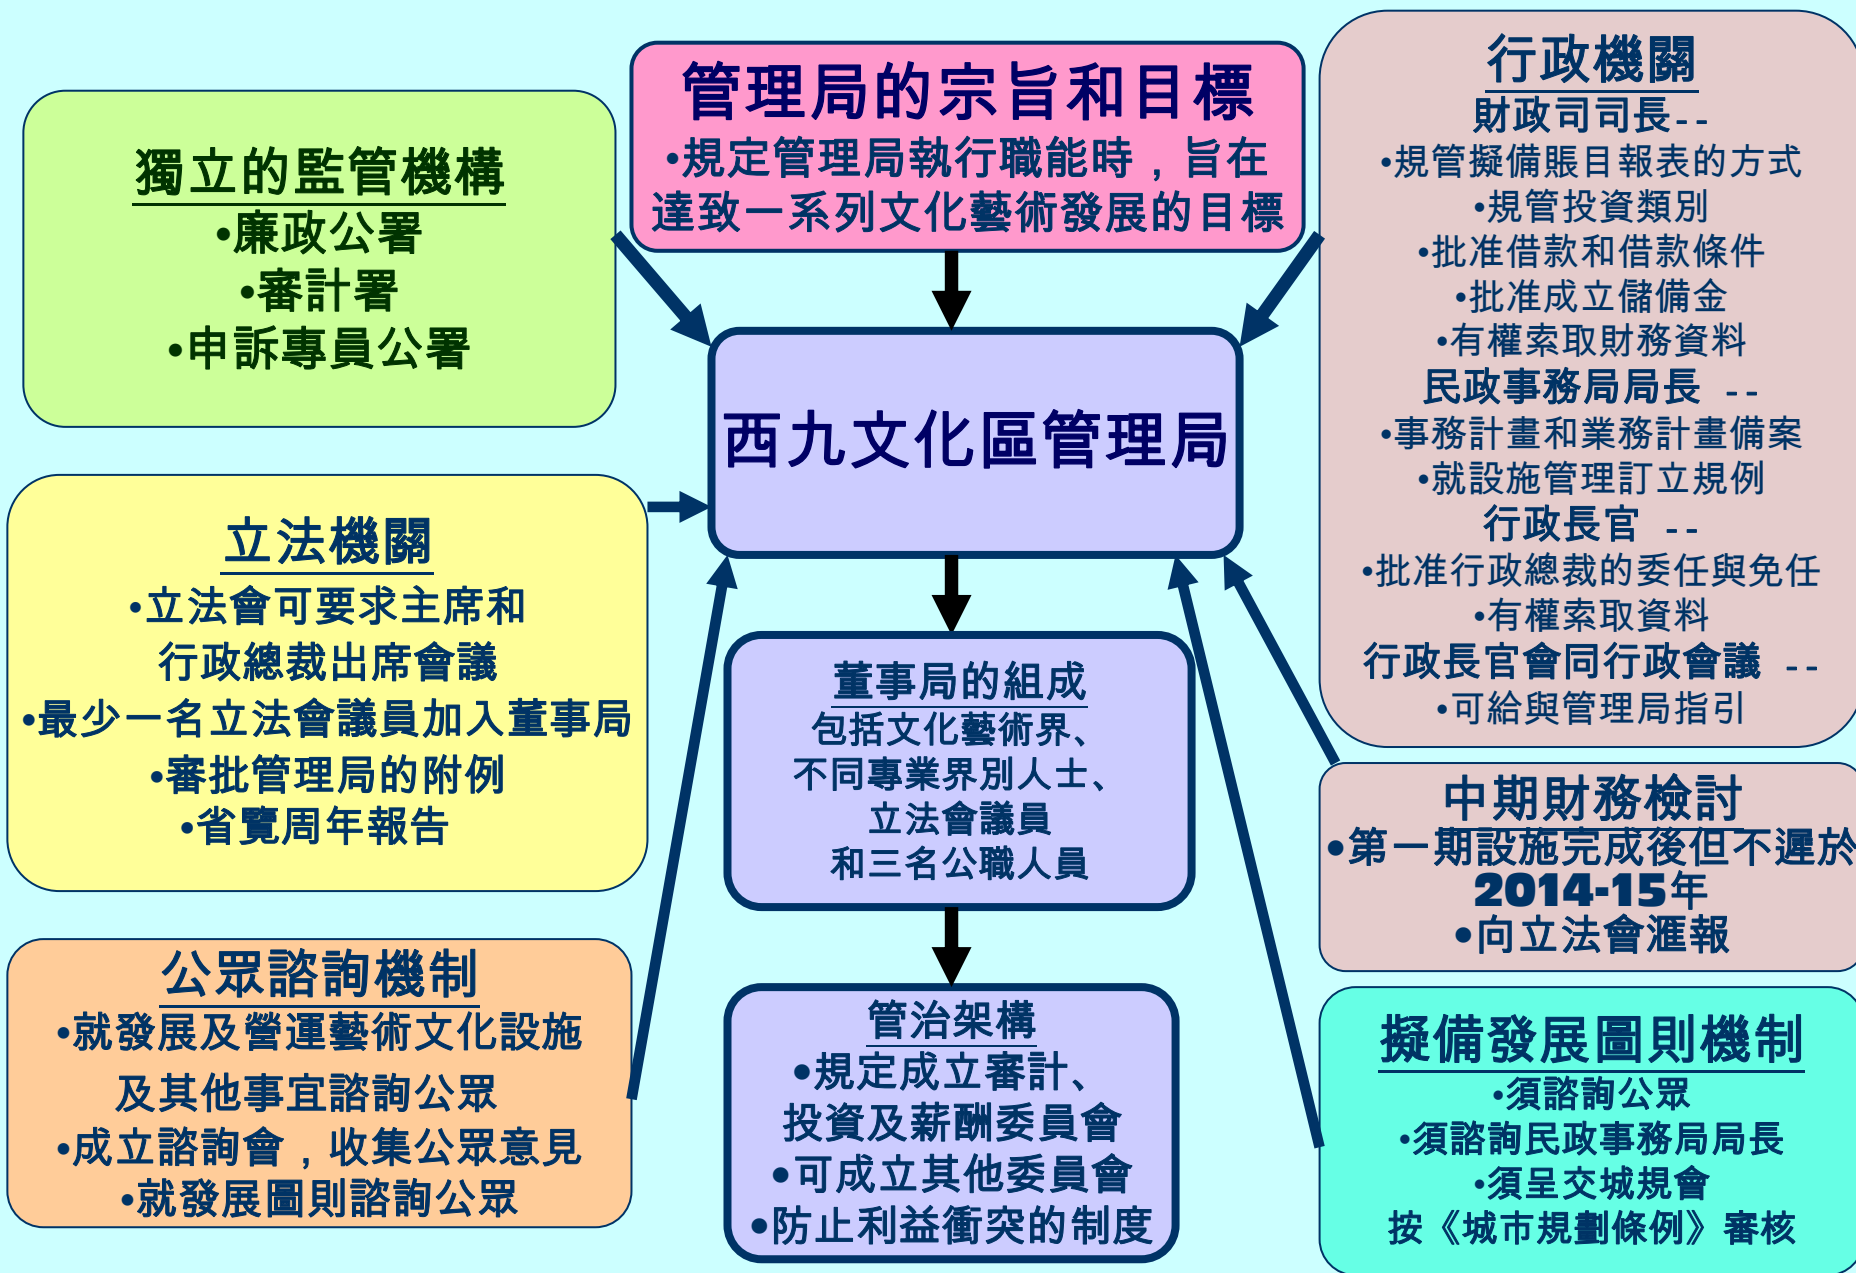 管理局的宗旨和目標
•規定管理局執行職能時，旨在
達致一系列文化藝術發展的目標
獨立的監管機構
•廉政公署
•審計署
•申訴專員公署
行政機關
財政司司長--
•規管擬備賬目報表的方式
•規管投資類別
•批准借款和借款條件
•批准成立儲備金
•有權索取財務資料
民政事務局局長 --
•事務計畫和業務計畫備案
•就設施管理訂立規例
行政長官 --
•批准行政總裁的委任與免任
•有權索取資料
行政長官會同行政會議 --
•可給與管理局指引
西九文化區管理局
立法機關
•立法會可要求主席和
行政總裁出席會議
•最少一名立法會議員加入董事局
•審批管理局的附例
•省覽周年報告
董事局的組成
包括文化藝術界、
不同專業界別人士、
立法會議員
和三名公職人員
中期財務檢討
•第一期設施完成後但不遲於
2014-15年
•向立法會滙報
公眾諮詢機制
•就發展及營運藝術文化設施
及其他事宜諮詢公眾
•成立諮詢會，收集公眾意見
•就發展圖則諮詢公眾
管治架構
•規定成立審計、
投資及薪酬委員會
•可成立其他委員會
•防止利益衝突的制度
擬備發展圖則機制
•須諮詢公眾
•須諮詢民政事務局局長
•須呈交城規會
按《城市規劃條例》審核